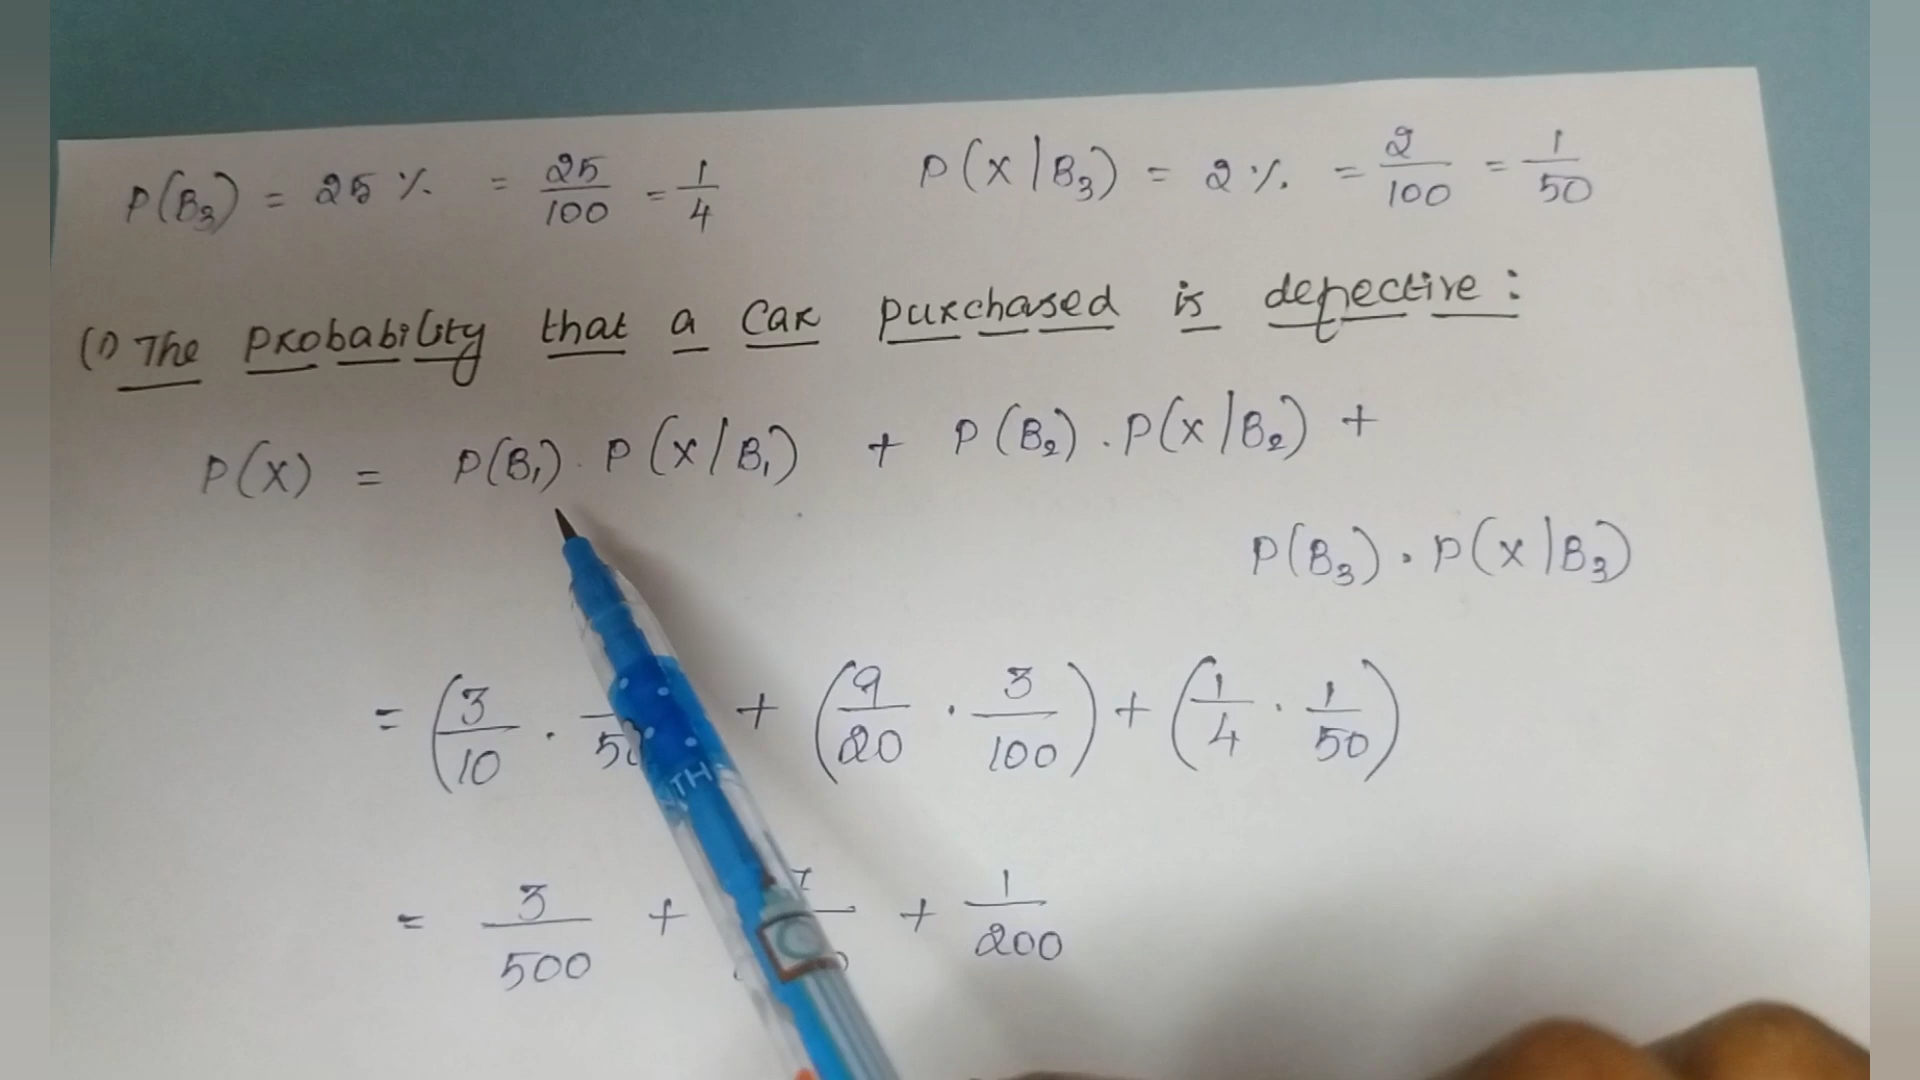 P(B₃) = 25 % = 25/100 = 1/4 P(X|B₃) = 2 % = 2/100 = 1/50
(i) The Probability that a Car Purchased is defective :
P(X) = P(B₁) . P(X/B₁) + P(B₂) . P(X|B₂) +
P(B₃) . P(X|B₃)
= (3/10 . /50 + (9/20 . 3/100) + (1/4 . 1/50)
= 3/500 + + 1/200